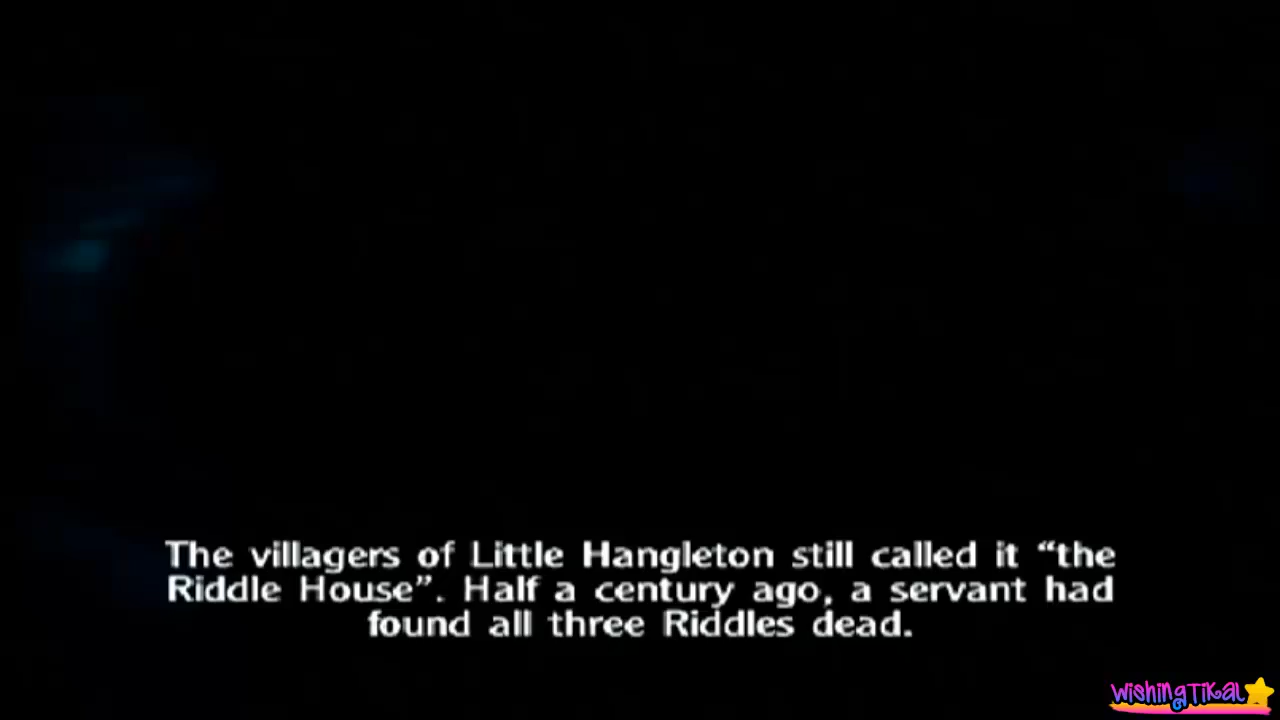 The villagers of Little Hangleton still called it “the
Riddle House”. Half a century ago, a servant had
found all three Riddles dead.
WishingTikal